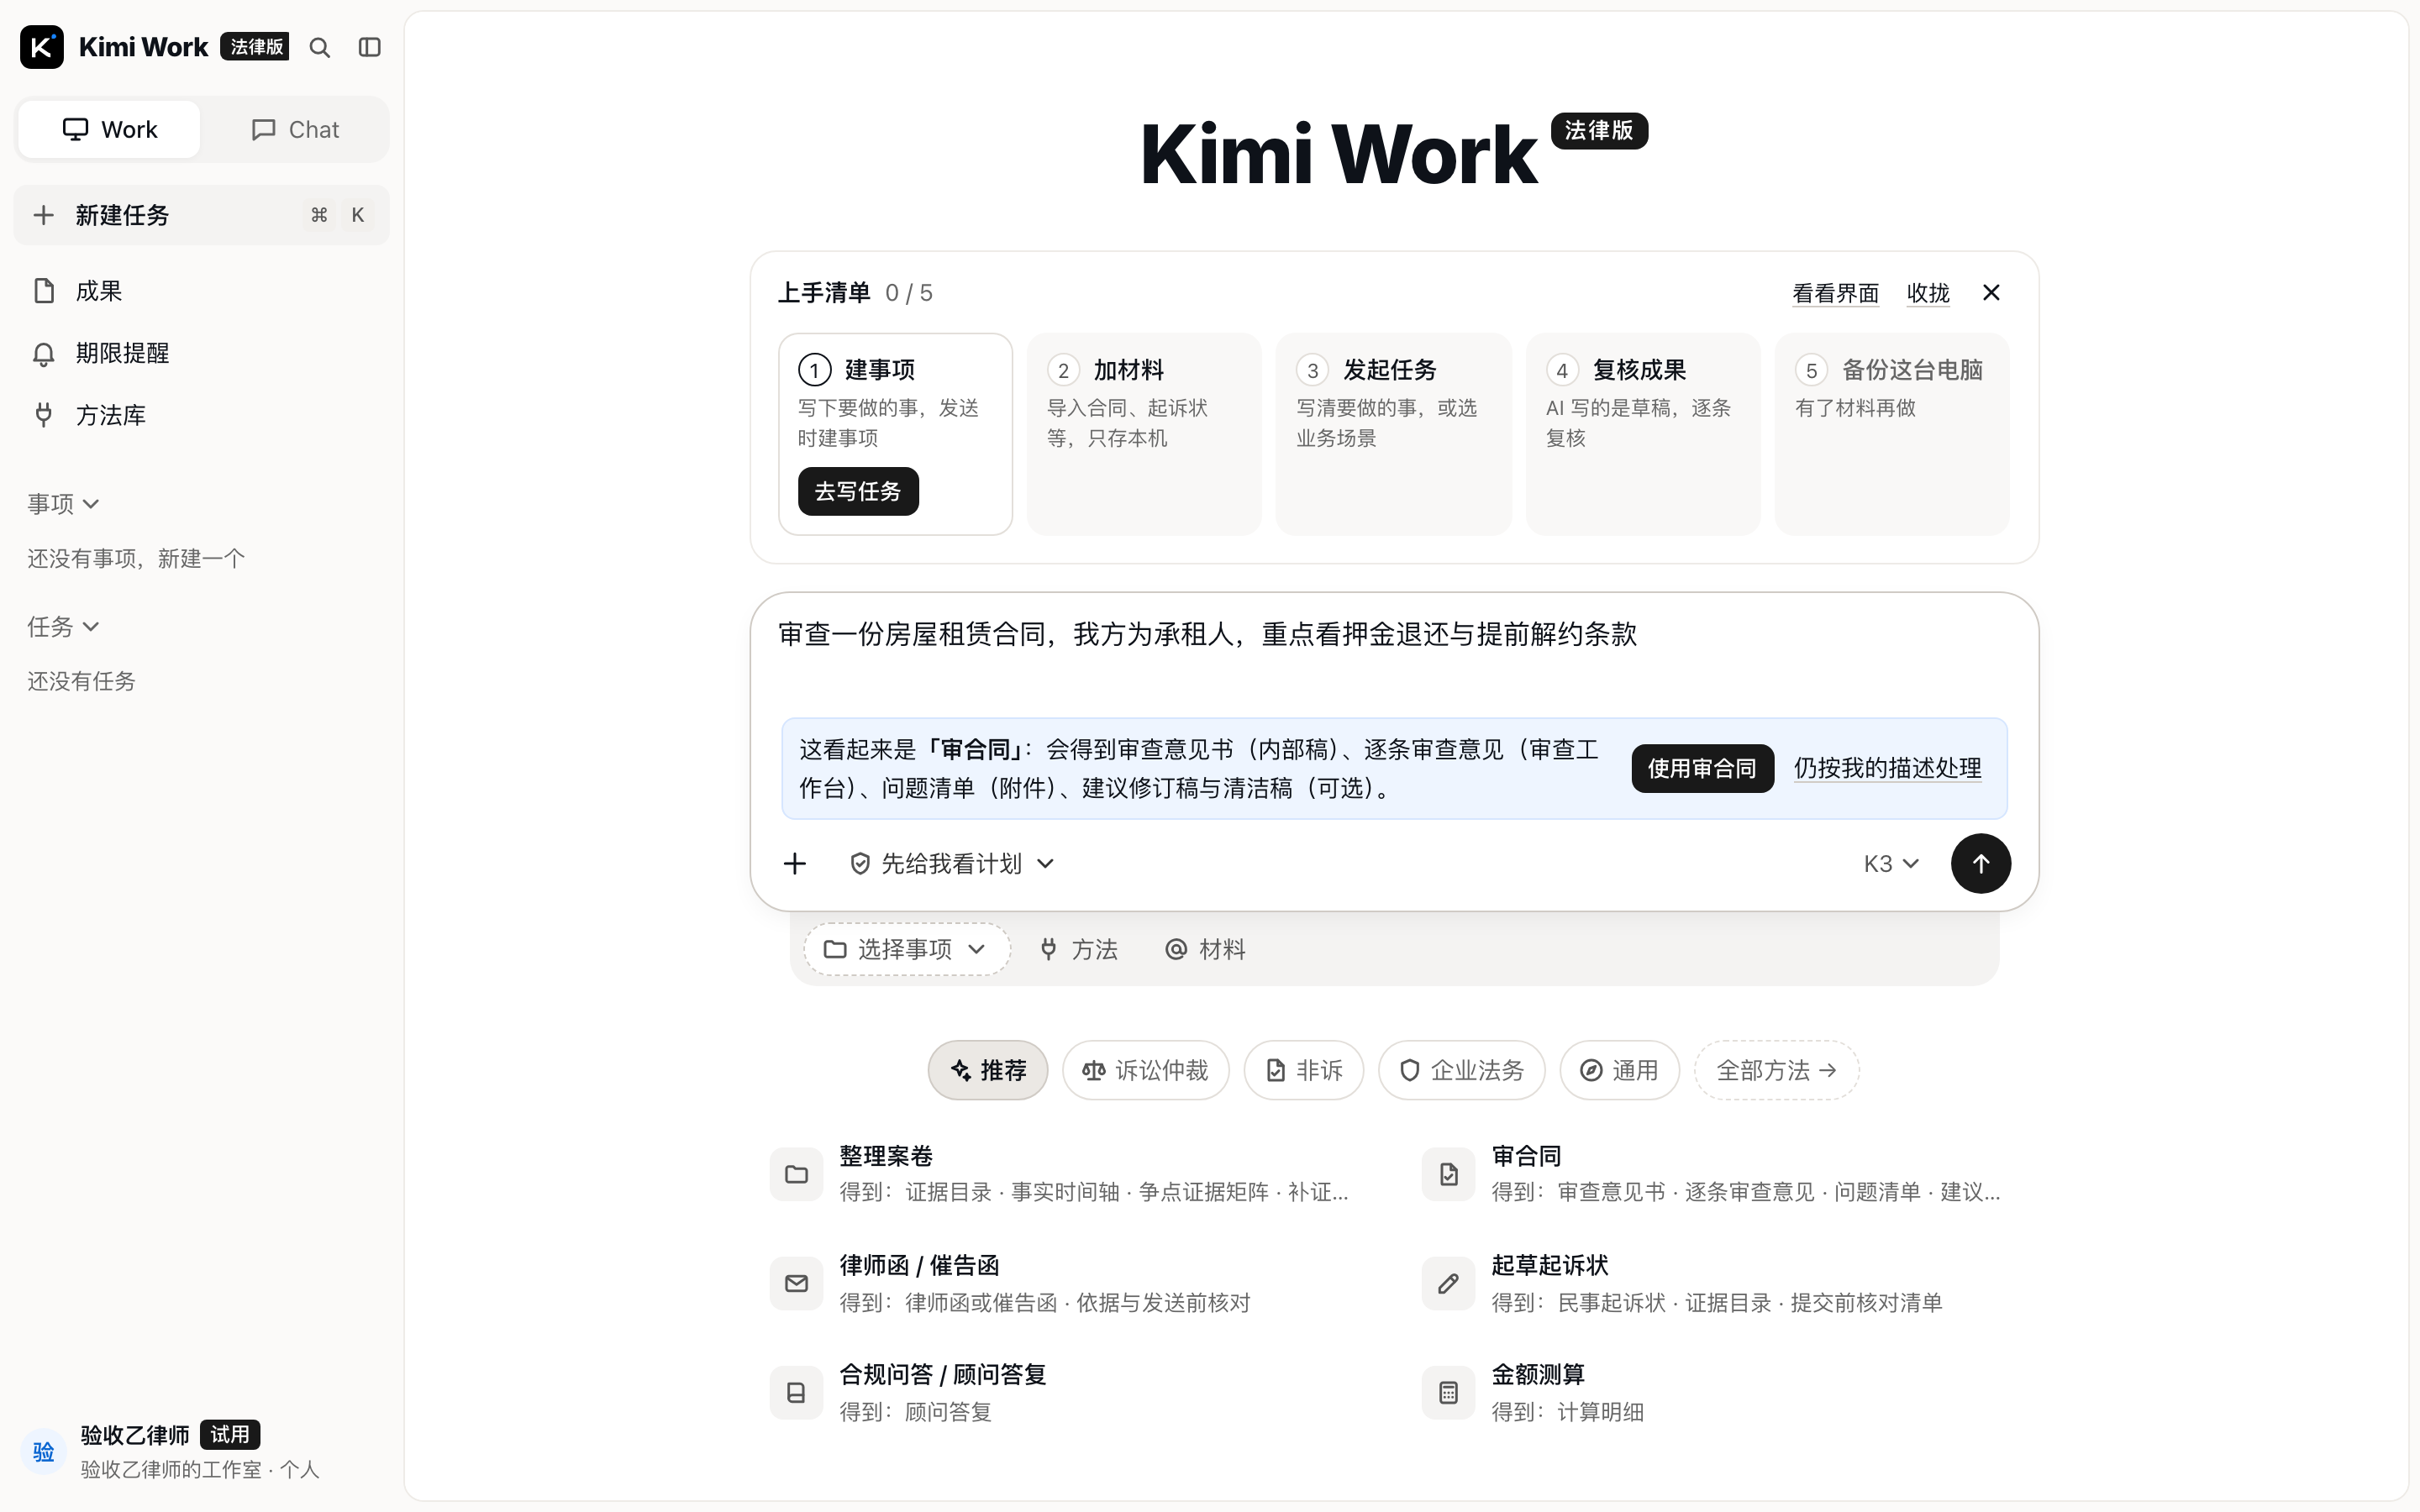 Kimi Work 法律版
Work
Chat
新建任务 ⌘ K
成果
期限提醒
方法库
事项
还没有事项，新建一个
任务
还没有任务
验
验收乙律师 试用
验收乙律师的工作室 · 个人
Kimi Work 法律版
上手清单 0 / 5
看看界面 收拢
1 建事项
写下要做的事，发送
时建事项
去写任务
2 加材料
导入合同、起诉状
等，只存本机
3 发起任务
写清要做的事，或选
业务场景
4 复核成果
AI 写的是草稿，逐条
复核
5 备份这台电脑
有了材料再做
审查一份房屋租赁合同，我方为承租人，重点看押金退还与提前解约条款
这看起来是「审合同」：会得到审查意见书（内部稿）、逐条审查意见（审查工
作台）、问题清单（附件）、建议修订稿与清洁稿（可选）。
使用审合同 仍按我的描述处理
先给我看计划
K3
选择事项 方法 材料
推荐 诉讼仲裁 非诉 企业法务 通用 全部方法 →
整理案卷
得到：证据目录 · 事实时间轴 · 争点证据矩阵 · 补证...
审合同
得到：审查意见书 · 逐条审查意见 · 问题清单 · 建议...
律师函 / 催告函
得到：律师函或催告函 · 依据与发送前核对
起草起诉状
得到：民事起诉状 · 证据目录 · 提交前核对清单
合规问答 / 顾问答复
得到：顾问答复
金额测算
得到：计算明细